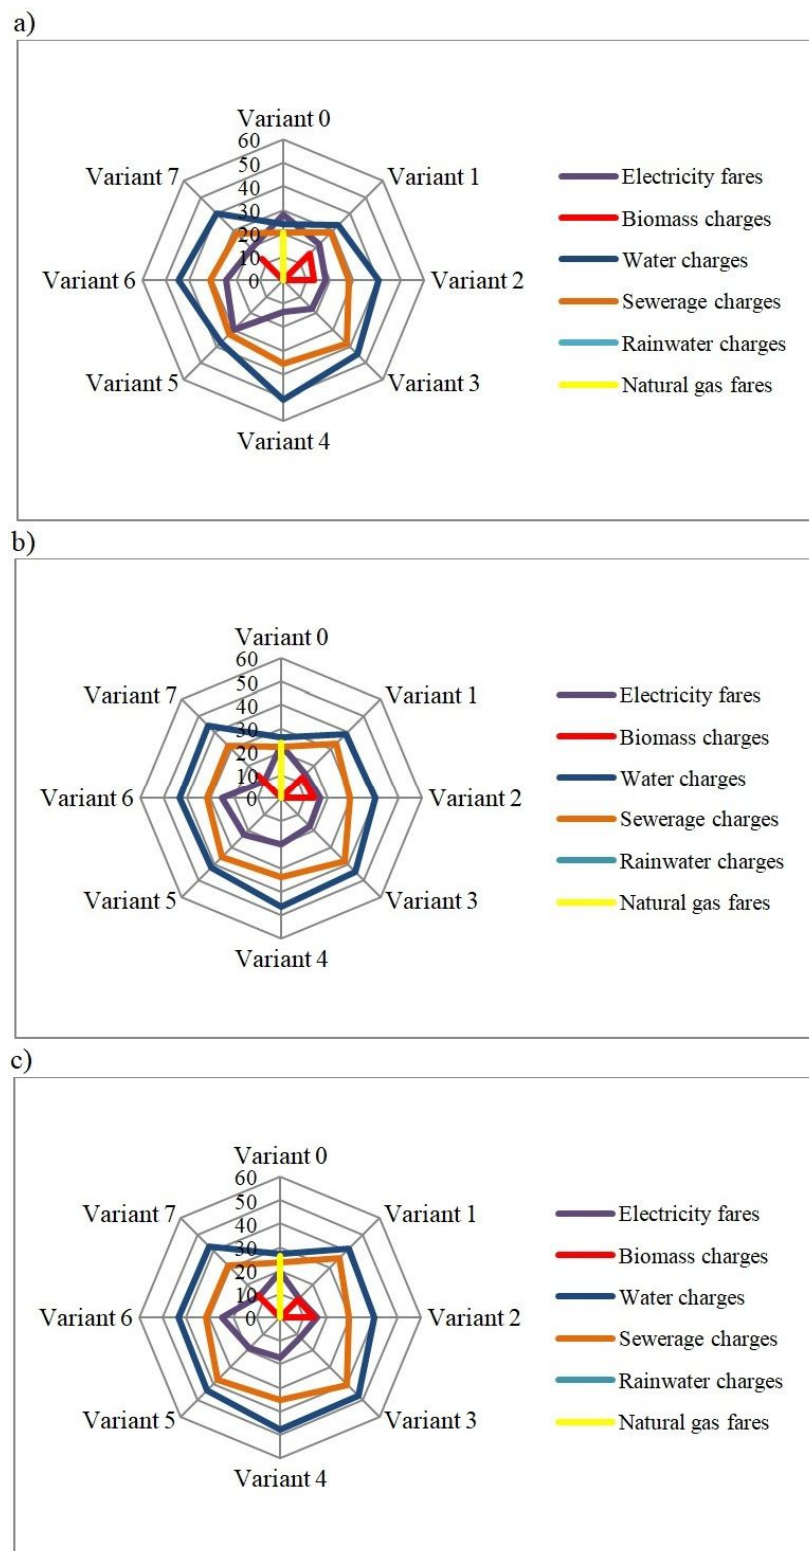 a)
Variant 0
60
50
40
30
20
10
0
Variant 1
Variant 2
Variant 3
Variant 4
Variant 5
Variant 6
Variant 7
Electricity fares
Biomass charges
Water charges
Sewerage charges
Rainwater charges
Natural gas fares
b)
Variant 0
60
50
40
30
20
10
0
Variant 1
Variant 2
Variant 3
Variant 4
Variant 5
Variant 6
Variant 7
Electricity fares
Biomass charges
Water charges
Sewerage charges
Rainwater charges
Natural gas fares
c)
Variant 0
60
50
40
30
20
10
0
Variant 1
Variant 2
Variant 3
Variant 4
Variant 5
Variant 6
Variant 7
Electricity fares
Biomass charges
Water charges
Sewerage charges
Rainwater charges
Natural gas fares